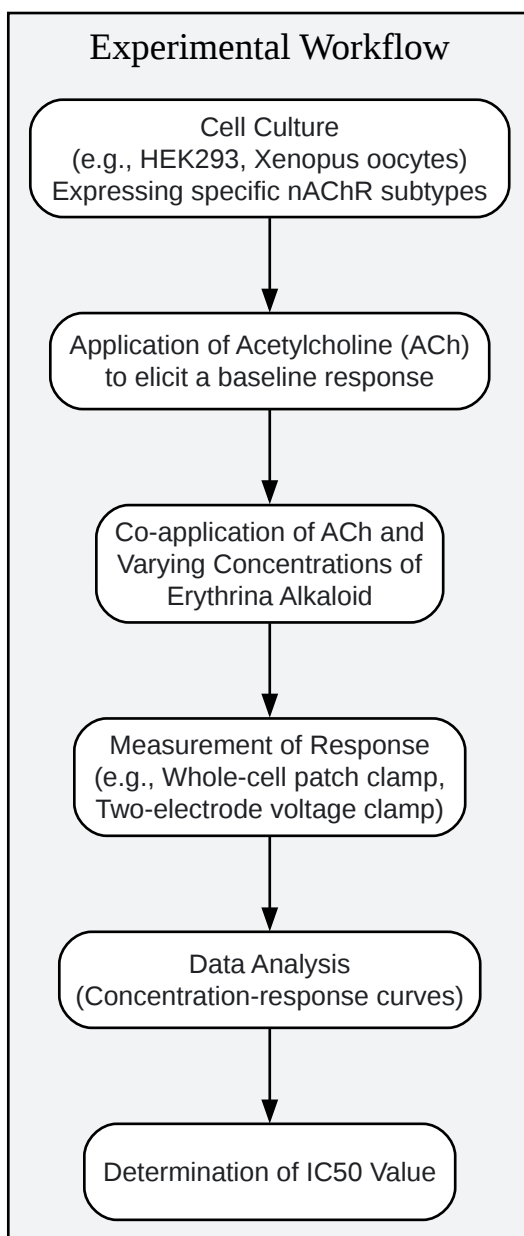 Experimental Workflow
Cell Culture
(e.g., HEK293, Xenopus oocytes)
Expressing specific nAChR subtypes
Application of Acetylcholine (ACh)
to elicit a baseline response
Co-application of ACh and
Varying Concentrations of
Erythrina Alkaloid
Measurement of Response
(e.g., Whole-cell patch clamp,
Two-electrode voltage clamp)
Data Analysis
(Concentration-response curves)
Determination of IC50 Value